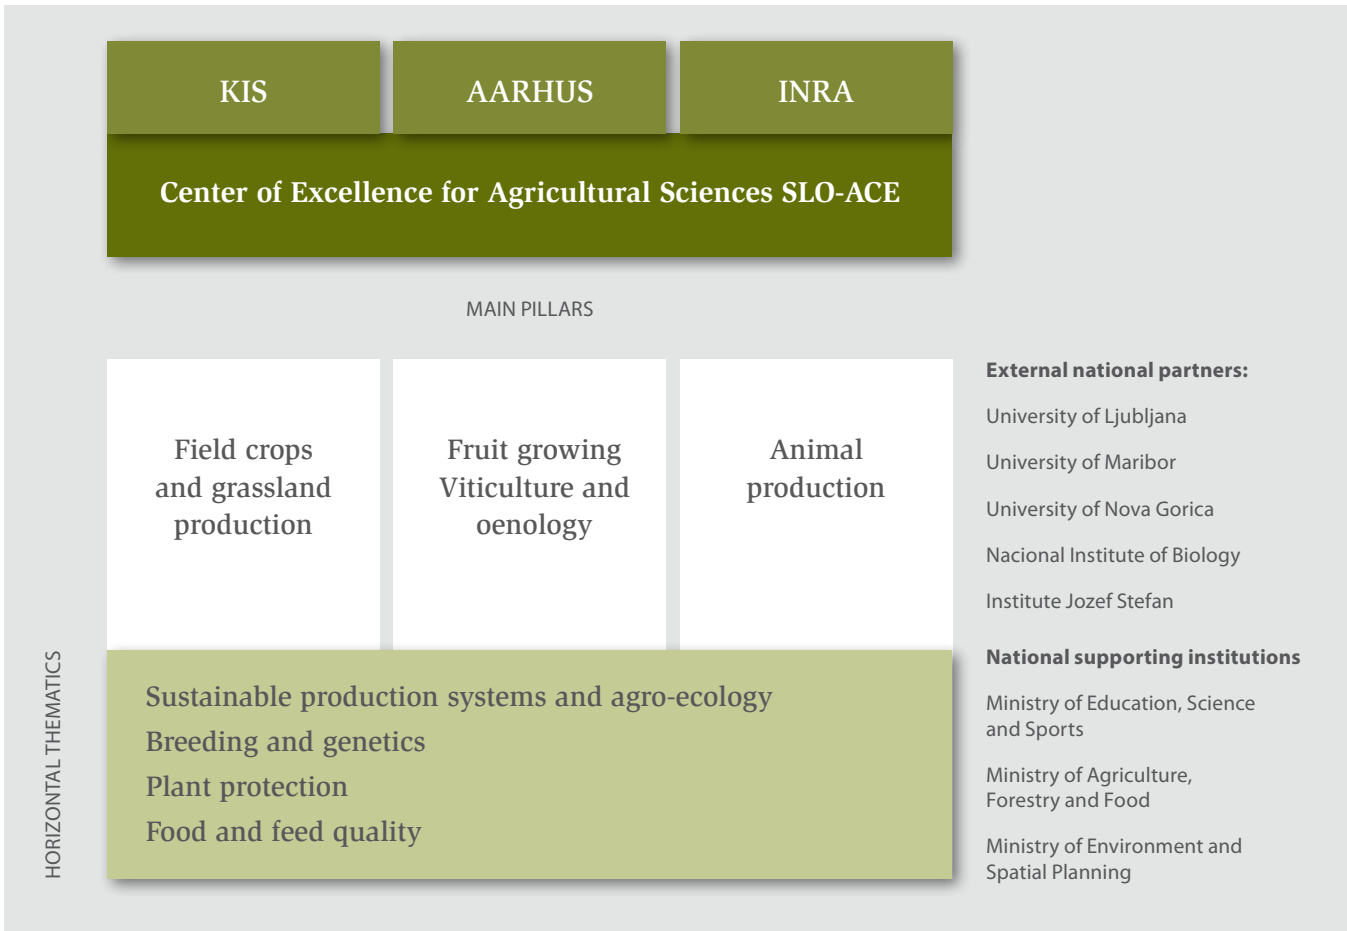 KIS
AARHUS
INRA
Center of Excellence for Agricultural Sciences SLO-ACE
MAIN PILLARS
Field crops
and grassland
production
Fruit growing
Viticulture and
oenology
Animal
production
HORIZONTAL THEMATICS
Sustainable production systems and agro-ecology
Breeding and genetics
Plant protection
Food and feed quality
External national partners:
University of Ljubljana
University of Maribor
University of Nova Gorica
Nacional Institute of Biology
Institute Jozef Stefan
National supporting institutions
Ministry of Education, Science
and Sports
Ministry of Agriculture,
Forestry and Food
Ministry of Environment and
Spatial Planning